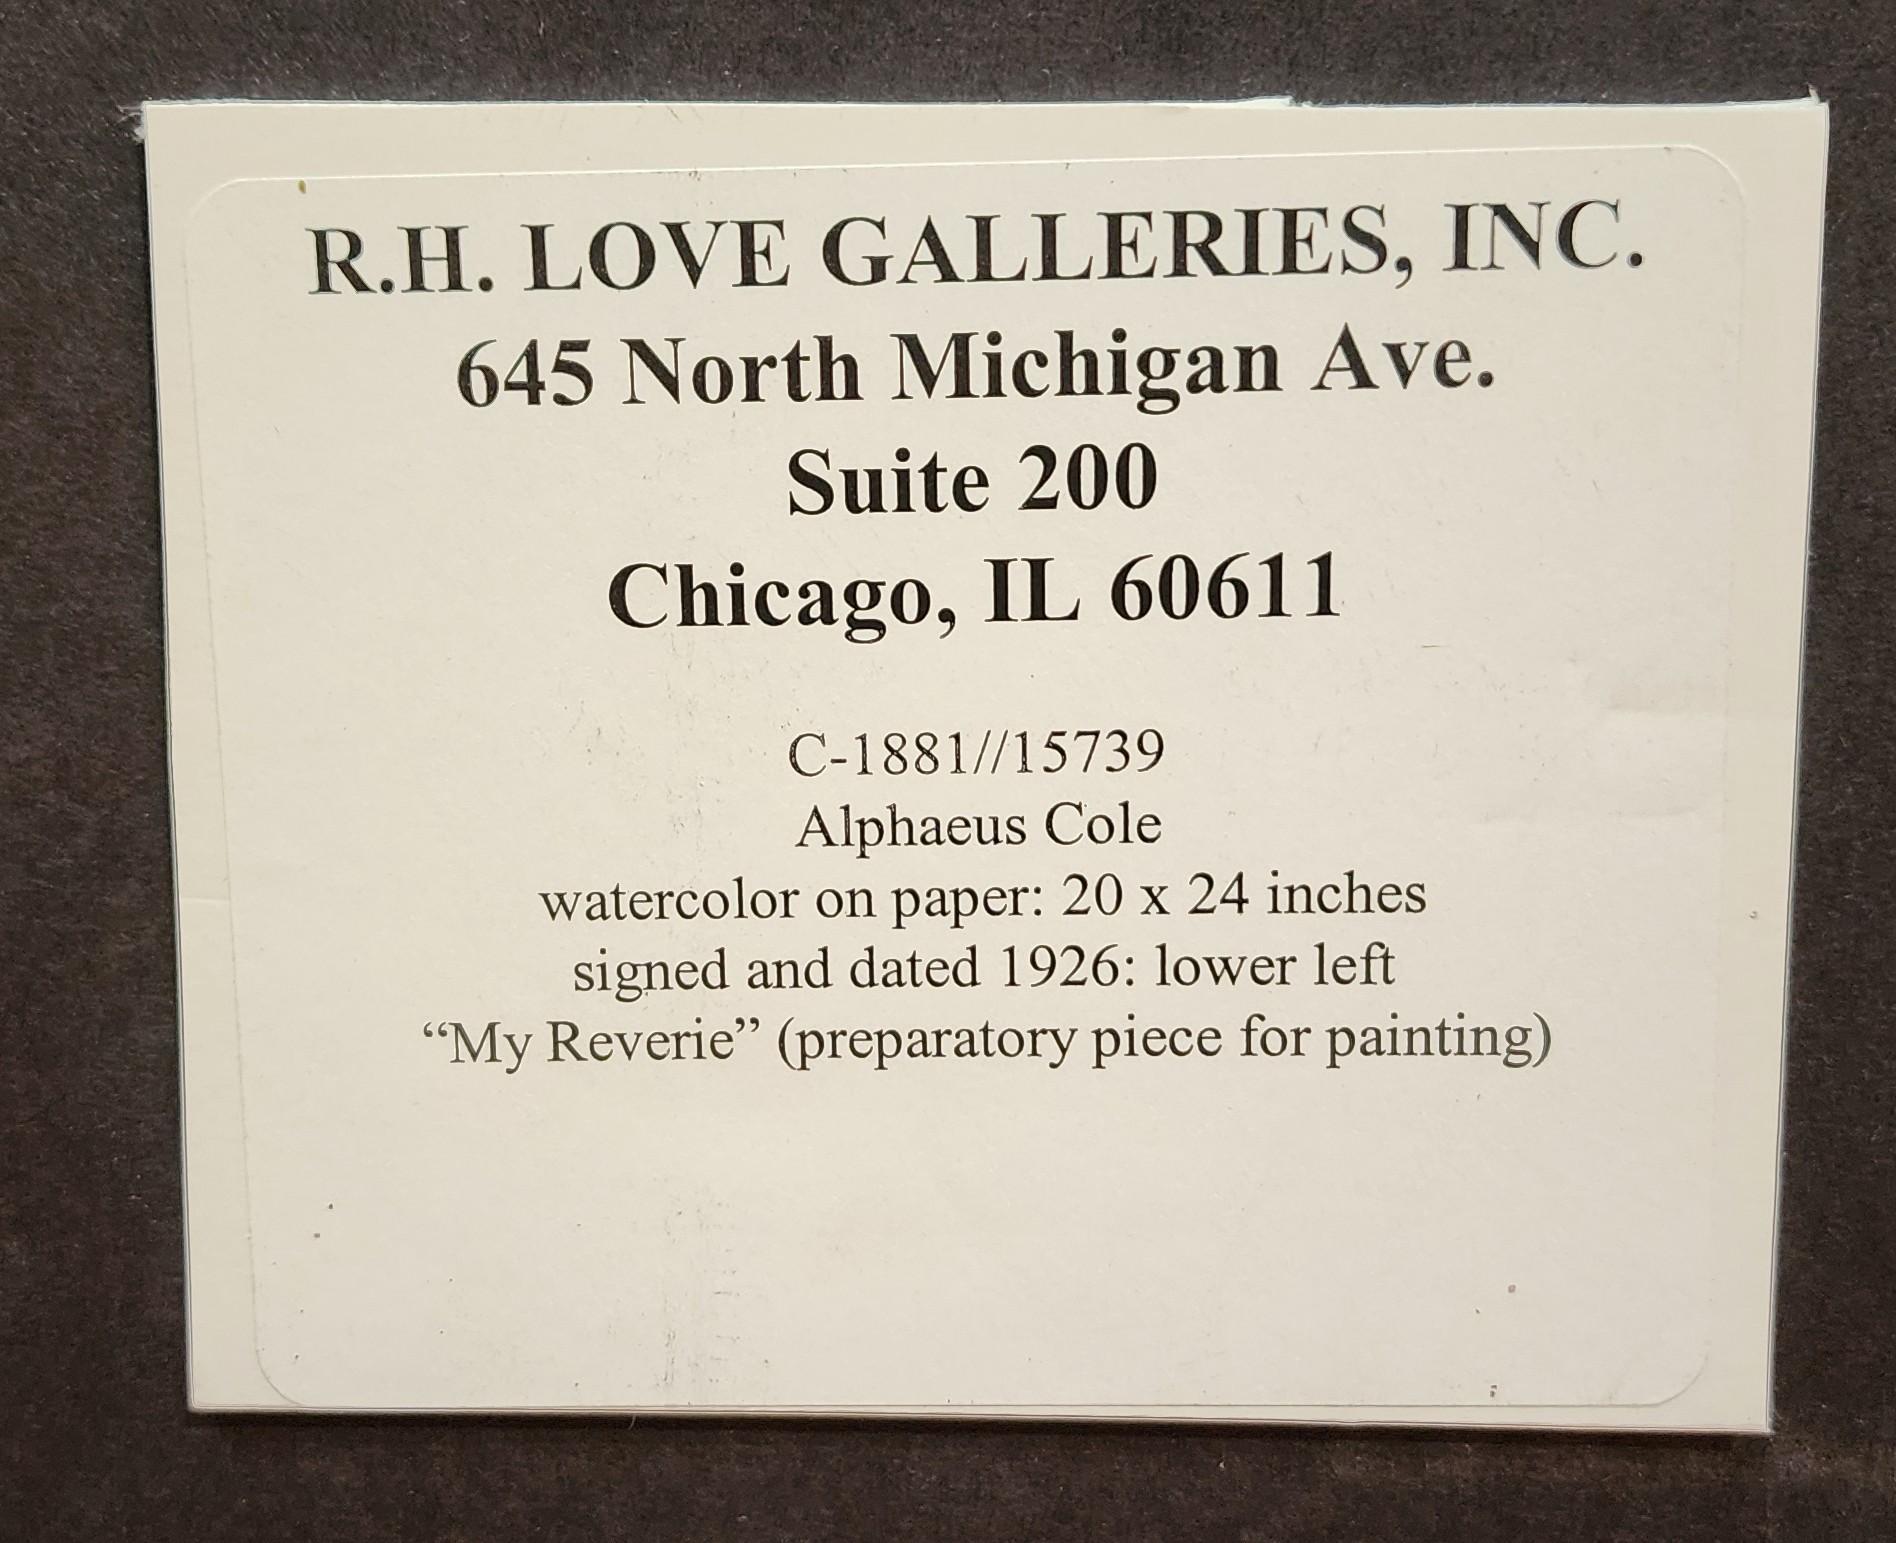 R.H. LOVE GALLERIES, INC.
645 North Michigan Ave.
Suite 200
Chicago, IL 60611
C-1881//15739
Alphaeus Cole
watercolor on paper: 20 x 24 inches
signed and dated 1926: lower left
“My Reverie” (preparatory piece for painting)